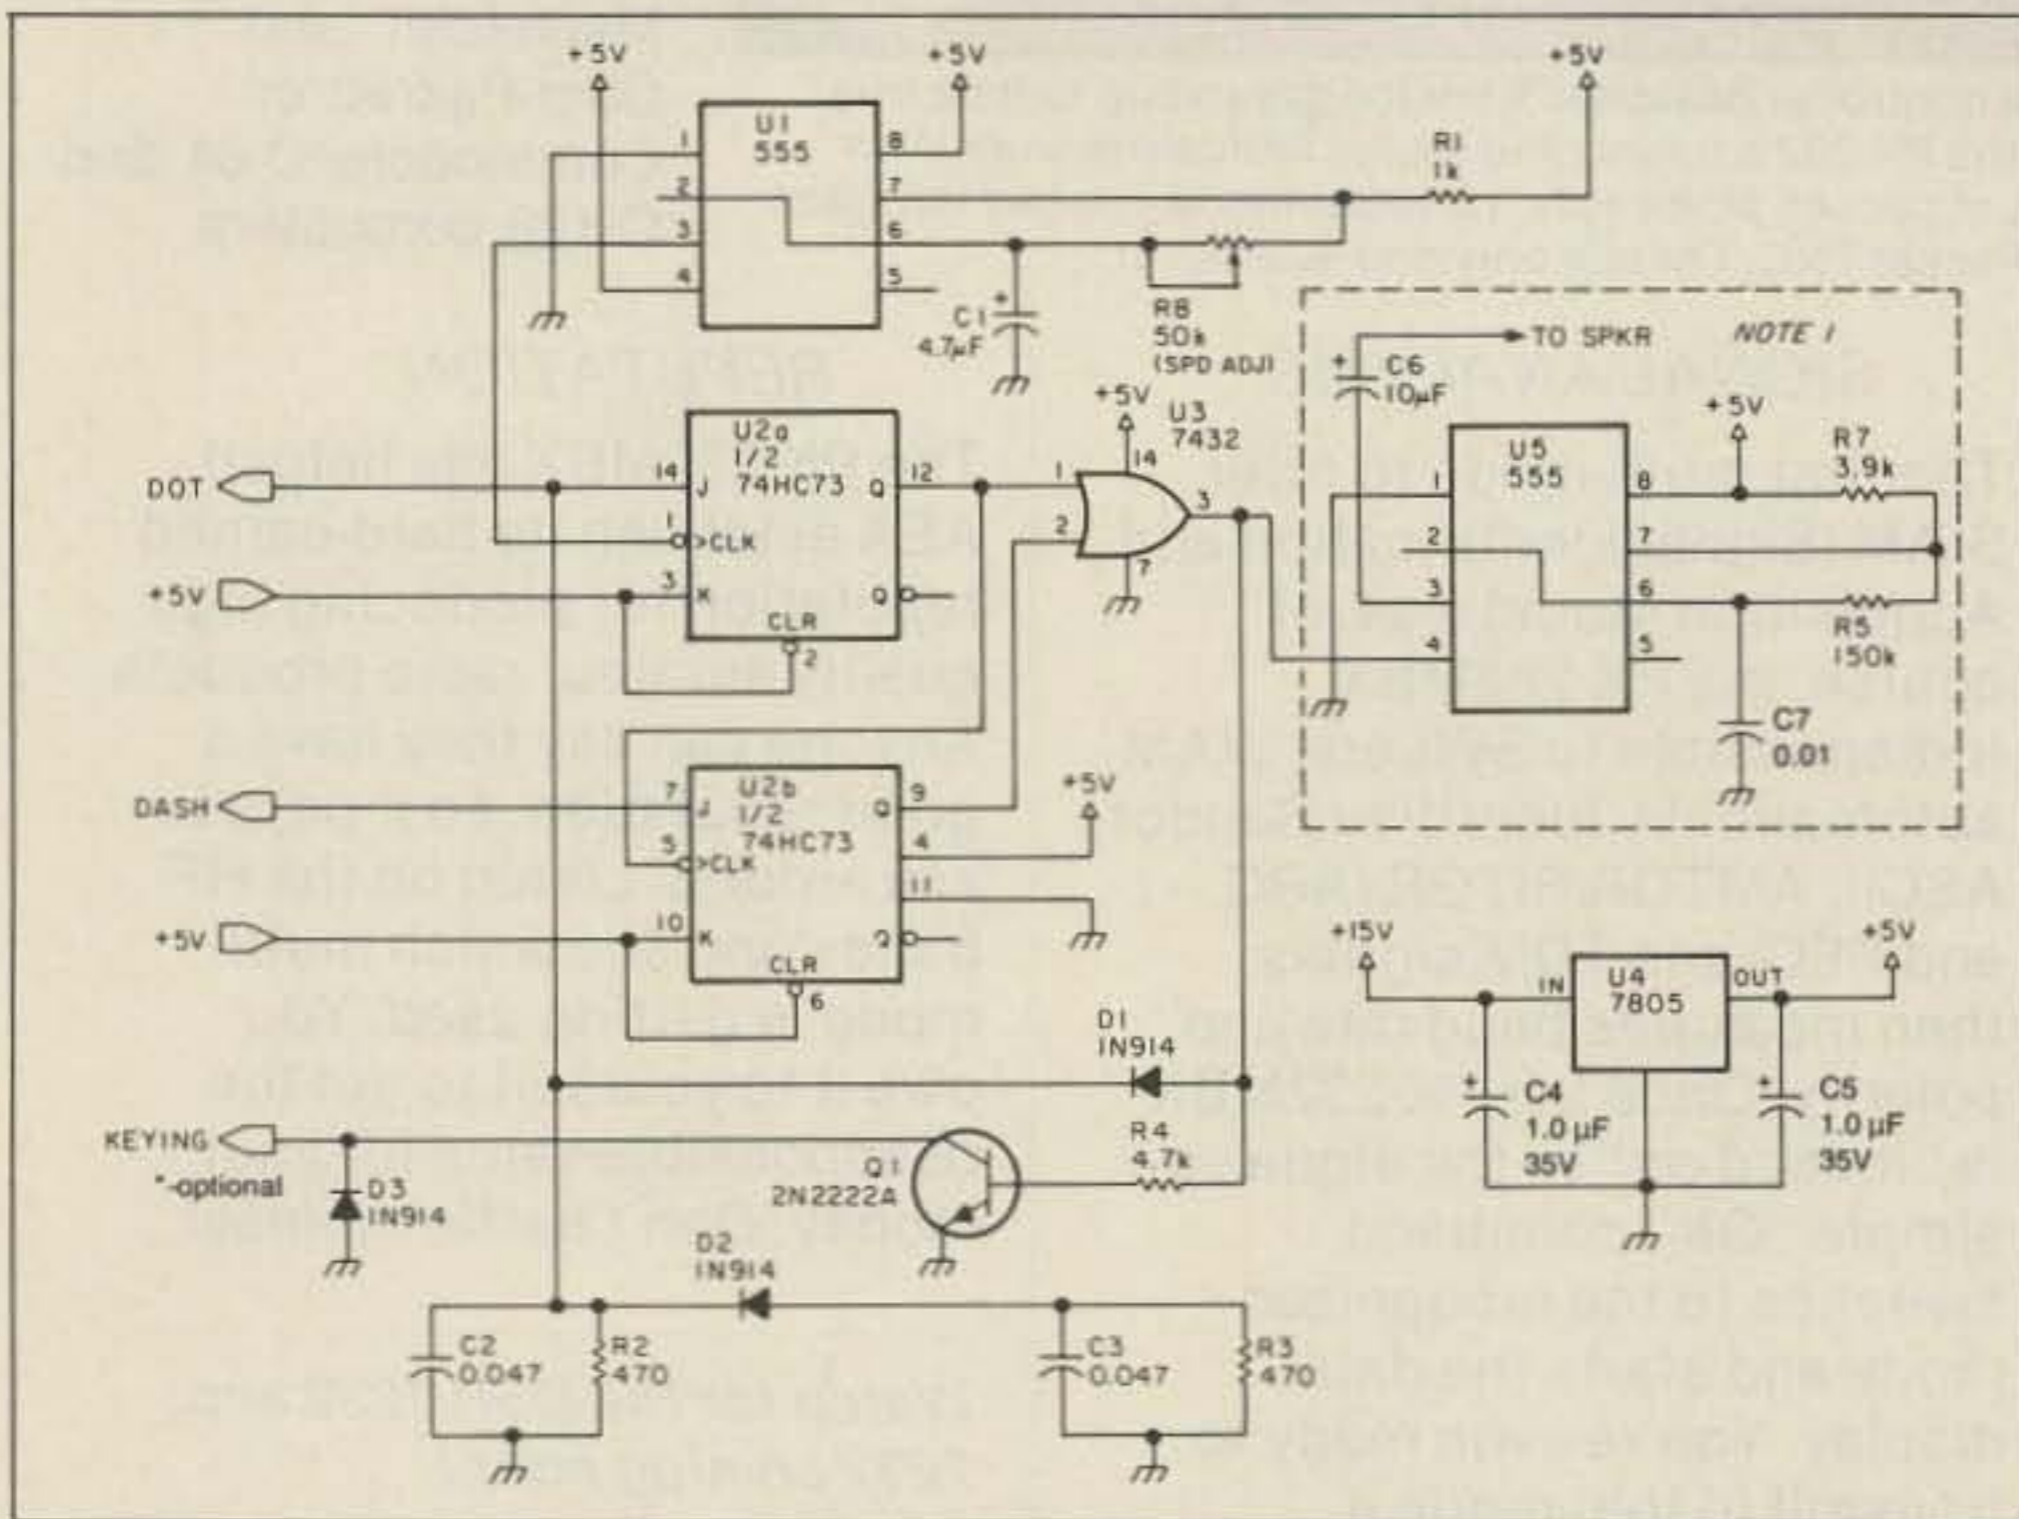 +5V
+5V
+5V
U1
555
1
2
3
4
8
7
6
5
R1
1k
C1
4.7µF
+
R8
50k
(SPD ADJ)
TO SPKR
NOTE 1
+
C6
10µF
+5V
U3
7432
14
1
2
3
7
U5
555
1
2
3
4
8
7
6
5
+5V
R7
3.9k
R5
150k
C7
0.01
DOT
+5V
U2a
1/2
74HC73
14
J
1
>CLK
3
K
CLR
2
Q
12
Q
DASH
+5V
U2b
1/2
74HC73
7
J
5
>CLK
10
K
CLR
6
Q
9
4
11
Q
+5V
+15V
IN
U4
7805
OUT
+5V
+
C4
1.0 µF
35V
+
C5
1.0 µF
35V
D1
1N914
KEYING
*-optional
D3
1N914
R4
4.7k
Q1
2N2222A
D2
1N914
C2
0.047
R2
470
C3
0.047
R3
470